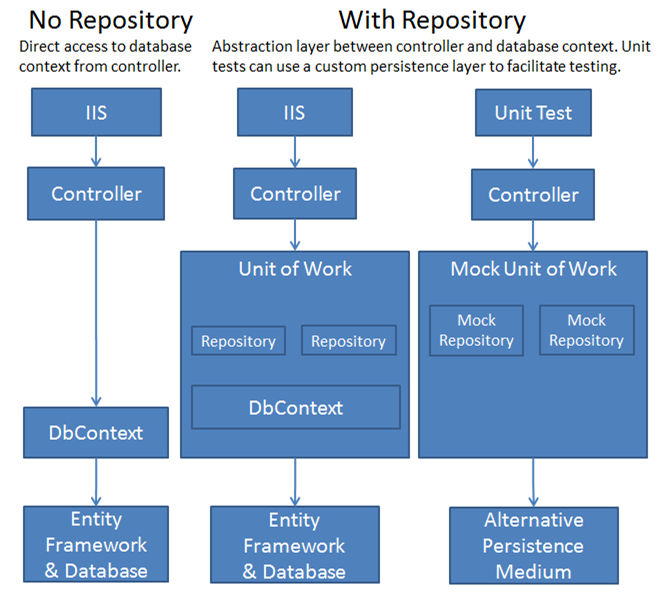 No Repository
Direct access to database
context from controller.
With Repository
Abstraction layer between controller and database context. Unit
tests can use a custom persistence layer to facilitate testing.
IIS
Controller
DbContext
Entity
Framework
& Database
IIS
Controller
Unit of Work
Repository
Repository
DbContext
Entity
Framework
& Database
Unit Test
Controller
Mock Unit of Work
Mock
Repository
Mock
Repository
Alternative
Persistence
Medium